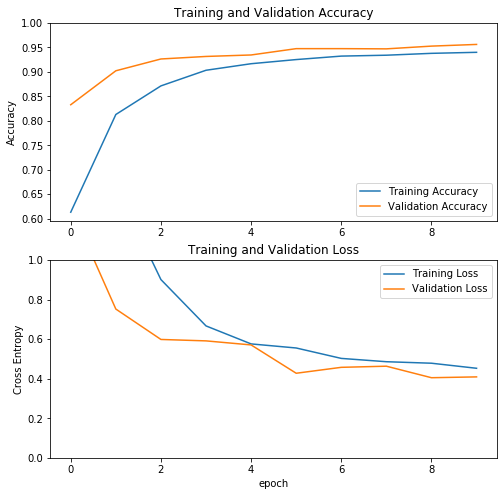 Training and Validation Accuracy
1.00
0.95
0.90
0.85
0.80
0.75
0.70
0.65
0.60
Accuracy
Training Accuracy
Validation Accuracy
0 2 4 6 8
Training and Validation Loss
1.0
0.8
0.6
0.4
0.2
0.0
Cross Entropy
Training Loss
Validation Loss
0 2 4 6 8
epoch